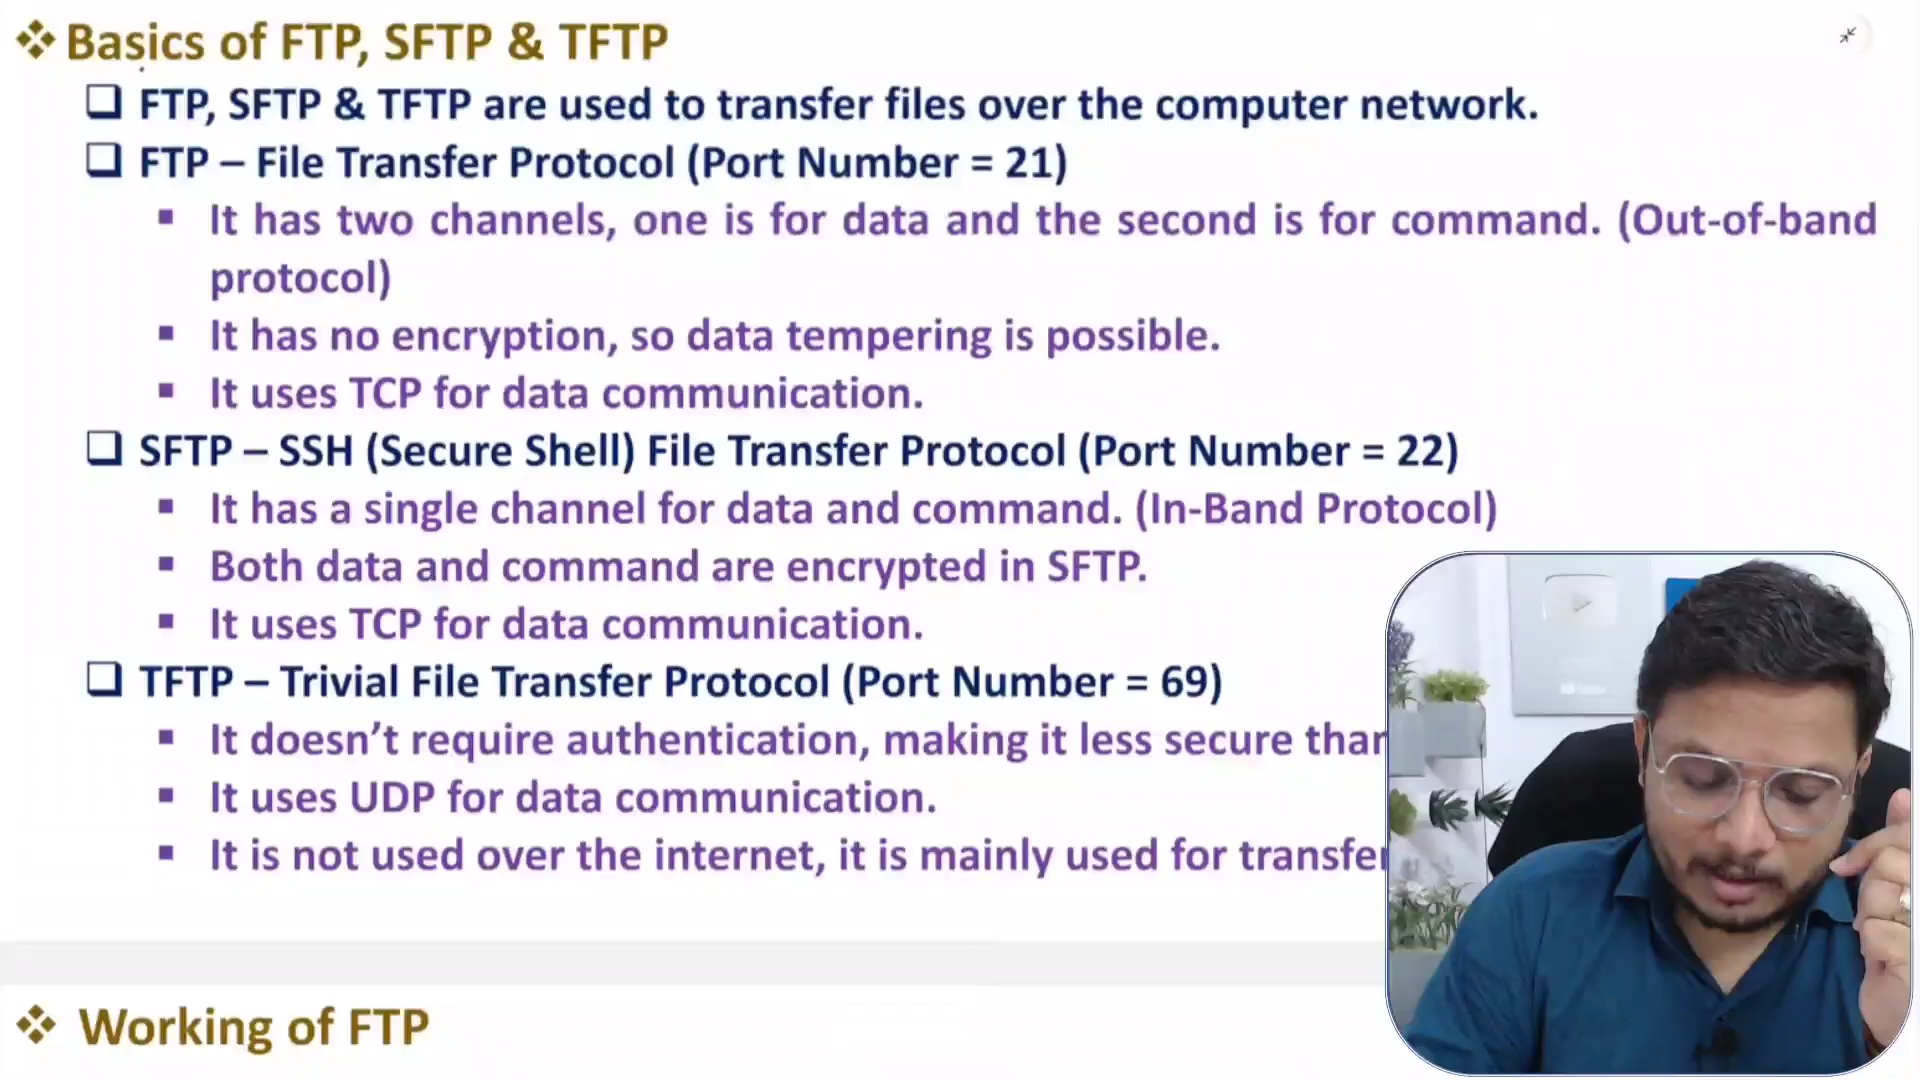 Basics of FTP, SFTP & TFTP
FTP, SFTP & TFTP are used to transfer files over the computer network.
FTP – File Transfer Protocol (Port Number = 21)
It has two channels, one is for data and the second is for command. (Out-of-band
protocol)
It has no encryption, so data tempering is possible.
It uses TCP for data communication.
SFTP – SSH (Secure Shell) File Transfer Protocol (Port Number = 22)
It has a single channel for data and command. (In-Band Protocol)
Both data and command are encrypted in SFTP.
It uses TCP for data communication.
TFTP – Trivial File Transfer Protocol (Port Number = 69)
It doesn’t require authentication, making it less secure than
It uses UDP for data communication.
It is not used over the internet, it is mainly used for transfer
Working of FTP